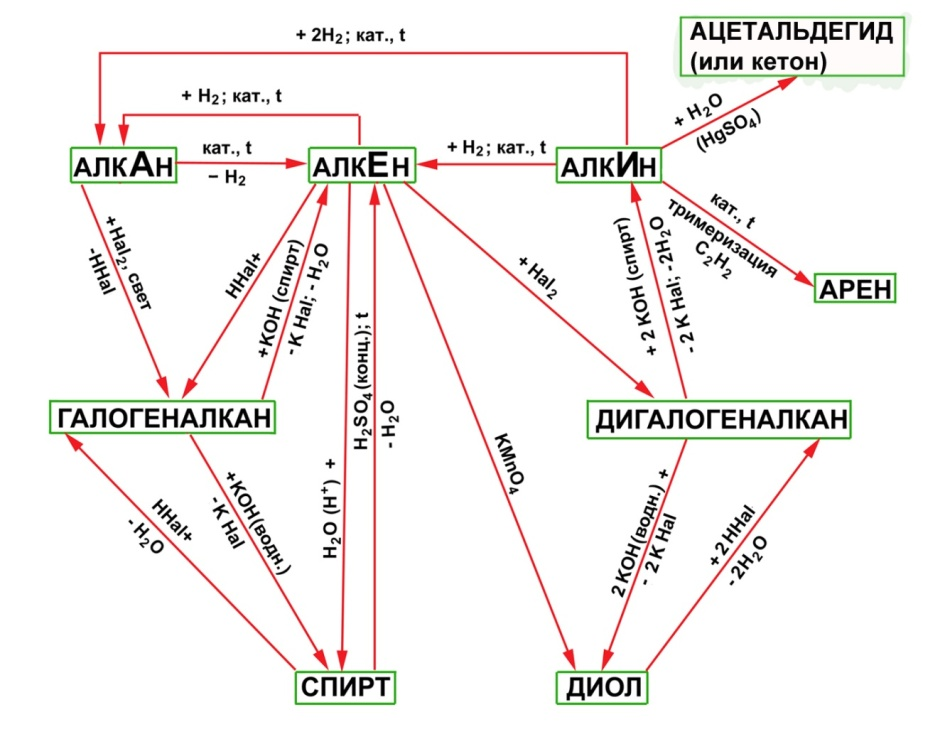 + 2H₂; кат., t
АЦЕТАЛЬДЕГИД
(или кетон)
+ H₂; кат., t
+ H₂O
(HgSO₄)
АЛКАН
кат., t
− H₂
АЛКЕН
+ H₂; кат., t
АЛКИН
кат., t
тримеризация
C₂H₂
АРЕН
+Hal₂, свет
-HHal
HHal+
+KOH (спирт)
-K Hal; - H₂O
+ Hal₂
+ 2 KOH (спирт)
- 2 K Hal; -2H₂O
H₂SO₄(конц.); t
- H₂O
H₂O (H⁺) +
KMnO₄
ГАЛОГЕНАЛКАН
ДИГАЛОГЕНАЛКАН
HHal+
- H₂O
+KOH(водн.)
-K Hal
2 KOH(водн.) +
- 2 K Hal
+ 2 HHal
- 2H₂O
СПИРТ
ДИОЛ